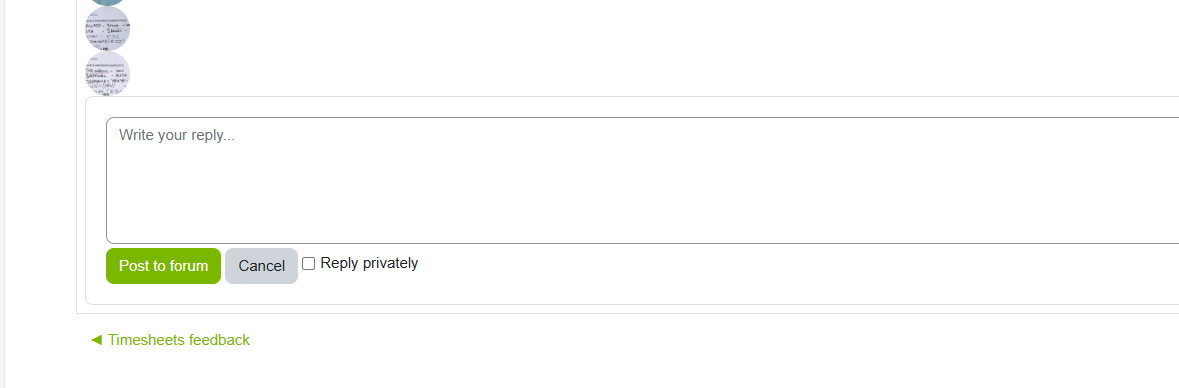 Write your reply...
Post to forum
Cancel
Reply privately
◄ Timesheets feedback